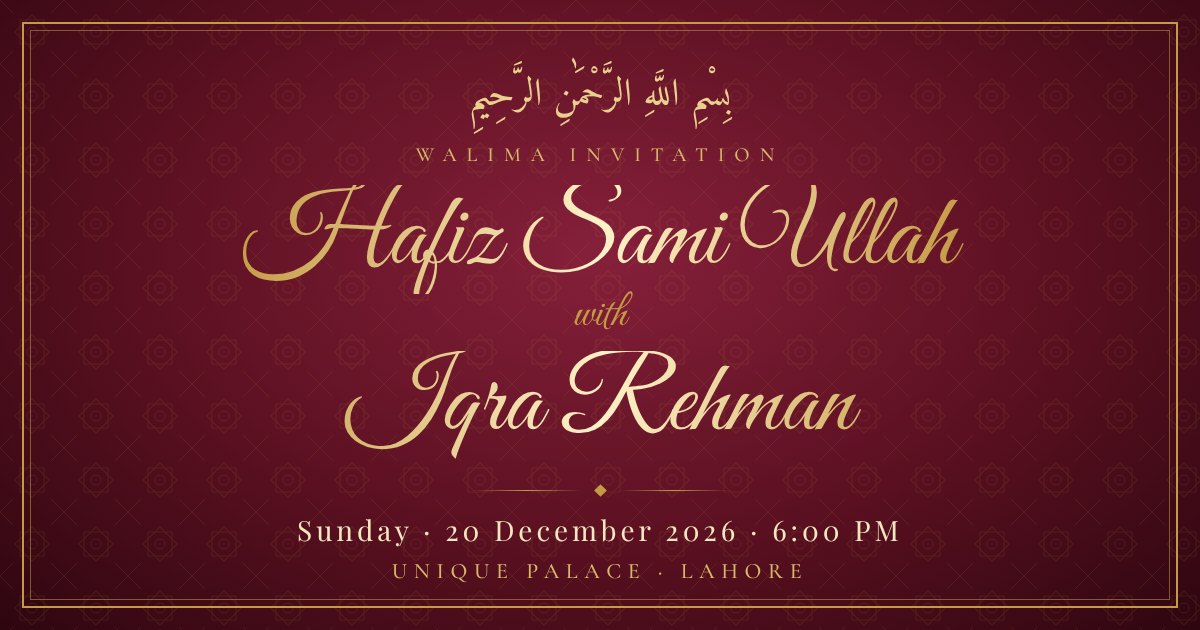 بِسْمِ اللَّهِ الرَّحْمَٰنِ الرَّحِيمِ
WALIMA INVITATION
Hafiz Sami Ullah
with
Iqra Rehman
Sunday · 20 December 2026 · 6:00 PM
UNIQUE PALACE · LAHORE